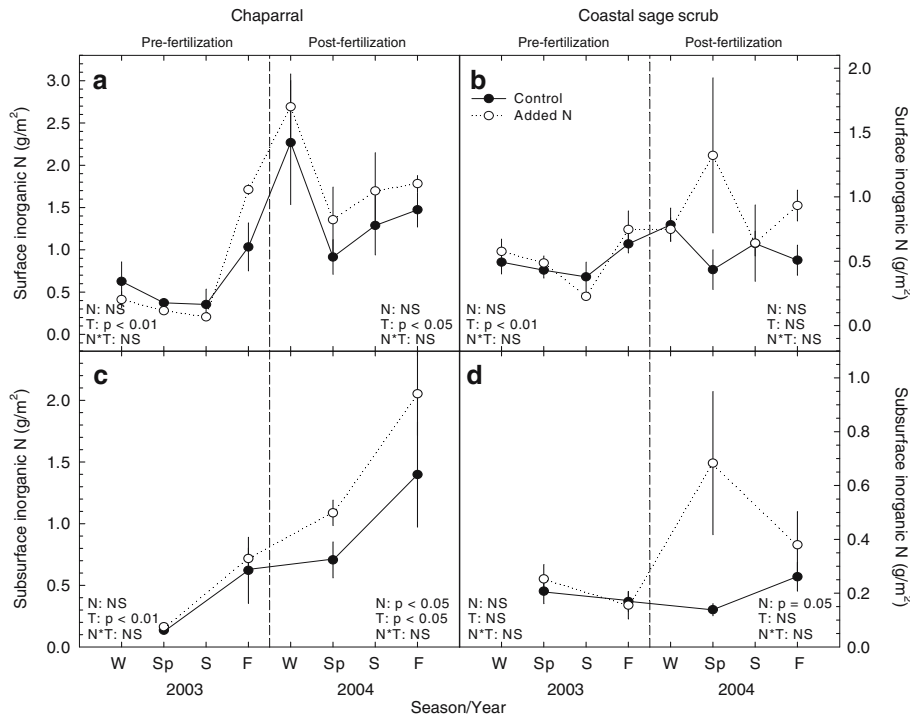 Chaparral
Coastal sage scrub
Pre-fertilization
Post-fertilization
Pre-fertilization
Post-fertilization
a
Surface inorganic N (g/m²)
3.0
2.5
2.0
1.5
1.0
0.5
0.0
N: NS
T: p < 0.01
N*T: NS
T: p < 0.05
N*T: NS
b
Control
Added N
Surface inorganic N (g/m²)
2.0
1.5
1.0
0.5
0.0
N: NS
T: p < 0.01
N*T: NS
N: NS
T: NS
N*T: NS
c
Subsurface inorganic N (g/m²)
2.0
1.5
1.0
0.5
0.0
N: NS
T: p < 0.01
N*T: NS
N: p < 0.05
T: p < 0.05
N*T: NS
d
Subsurface inorganic N (g/m²)
1.0
0.8
0.6
0.4
0.2
0.0
N: NS
T: NS
N*T: NS
N: p = 0.05
T: NS
N*T: NS
W Sp S F W Sp S F W Sp S F W Sp S F
2003 2004 2003 2004
Season/Year